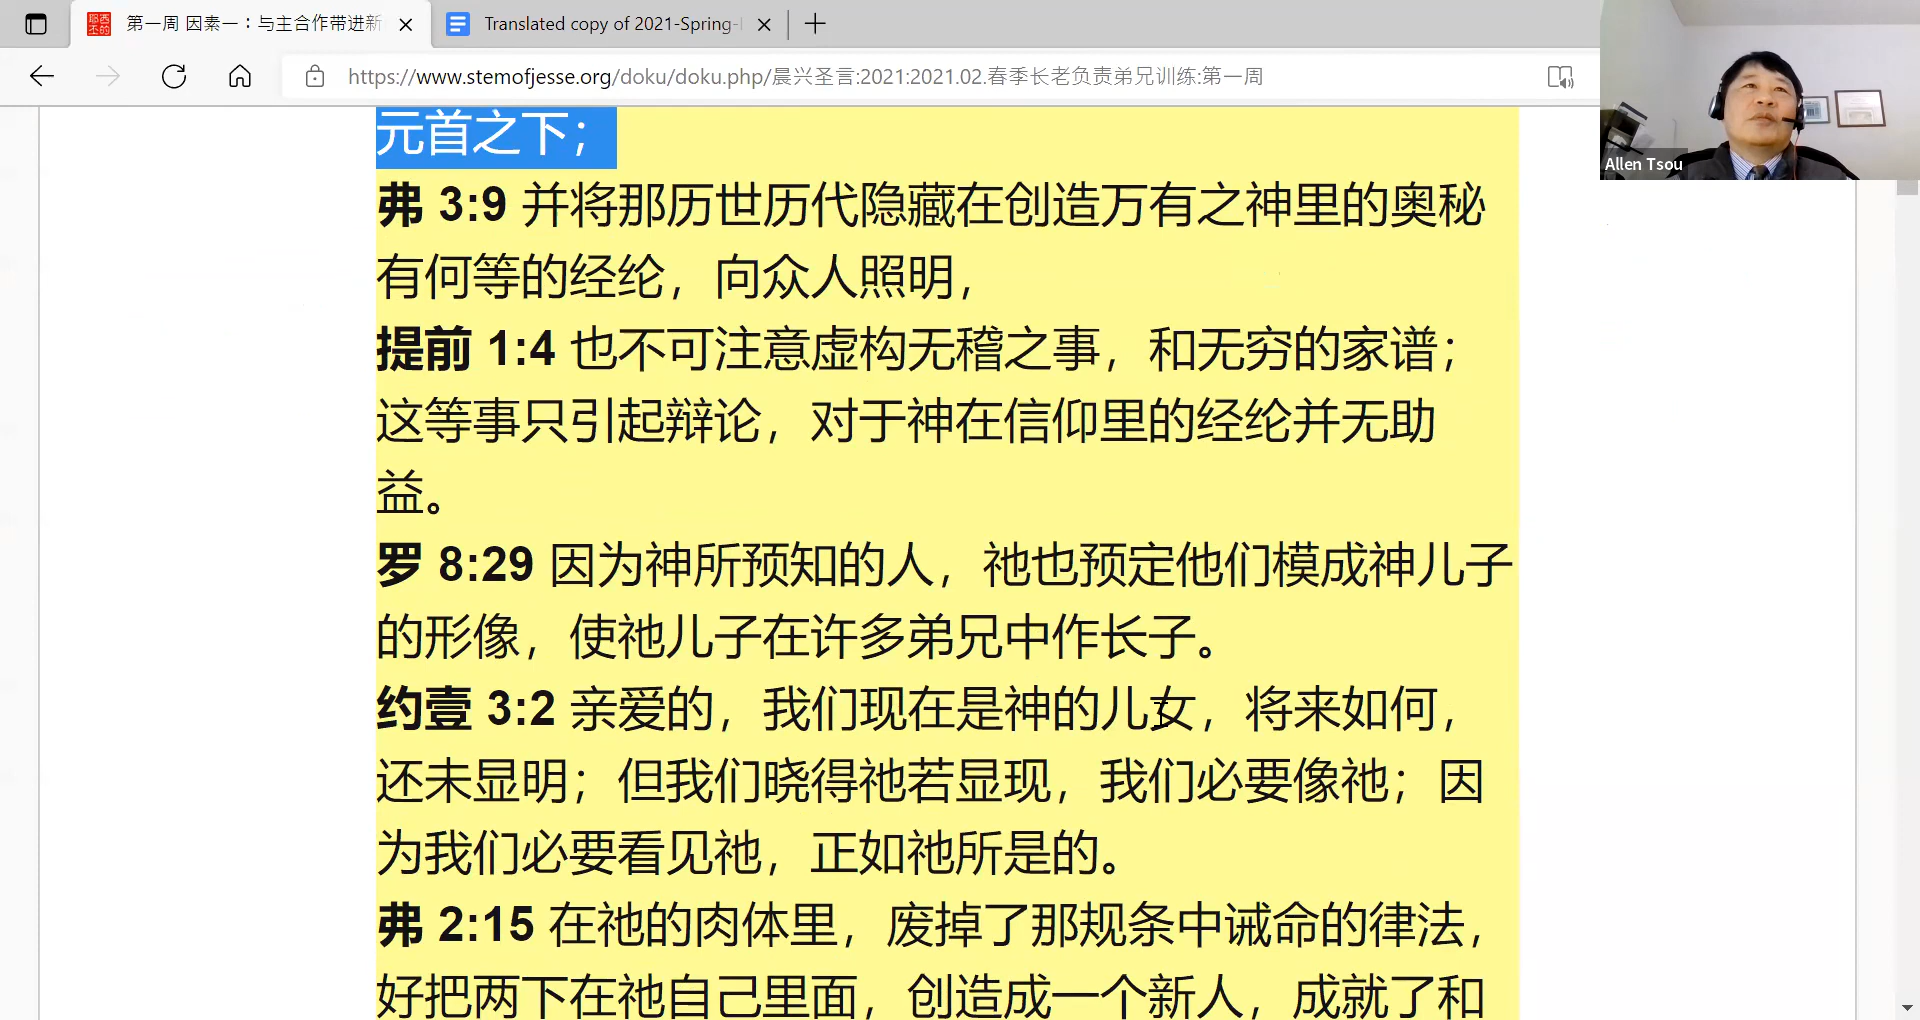 第一周 因素一：与主合作带进新
Translated copy of 2021-Spring-
https://www.stemofjesse.org/doku/doku.php/晨兴圣言:2021:2021.02.春季长老负责弟兄训练:第一周
Allen Tsou
元首之下；
弗 3:9 并将那历世历代隐藏在创造万有之神里的奥秘
有何等的经纶，向众人照明，
提前 1:4 也不可注意虚构无稽之事，和无穷的家谱；
这等事只引起辩论，对于神在信仰里的经纶并无助
益。
罗 8:29 因为神所预知的人，祂也预定他们模成神儿子
的形像，使祂儿子在许多弟兄中作长子。
约壹 3:2 亲爱的，我们现在是神的儿女，将来如何，
还未显明；但我们晓得祂若显现，我们必要像祂；因
为我们必要看见祂，正如祂所是的。
弗 2:15 在祂的肉体里，废掉了那规条中诫命的律法，
好把两下在祂自己里面，创造成一个新人，成就了和